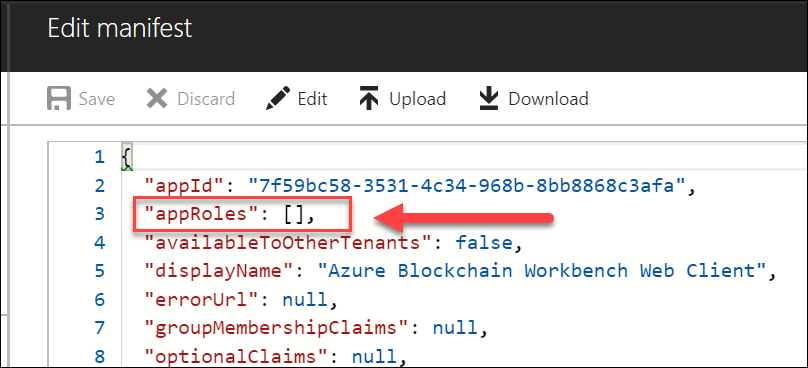 Edit manifest
Save Discard Edit Upload Download
1 {
2 "appId": "7f59bc58-3531-4c34-968b-8bb8868c3afa",
3 "appRoles": [],
4 "availableToOtherTenants": false,
5 "displayName": "Azure Blockchain Workbench Web Client",
6 "errorUrl": null,
7 "groupMembershipClaims": null,
8 "optionalClaims": null,